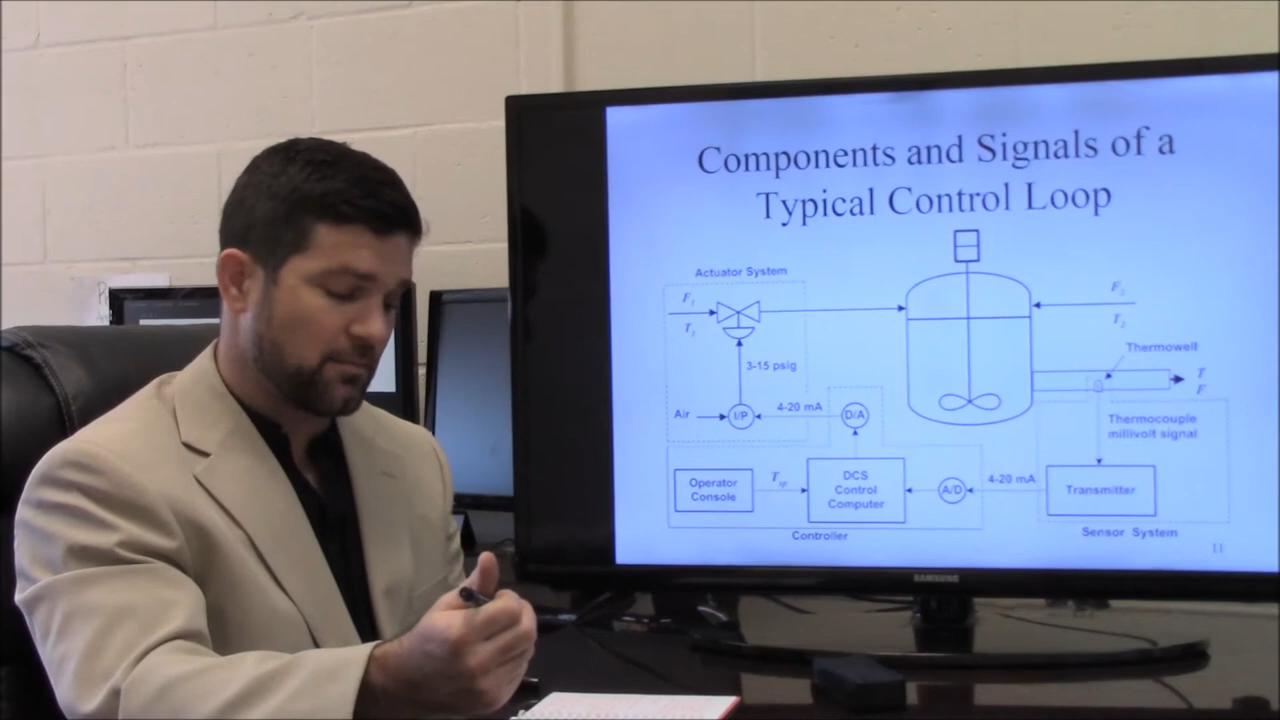 Components and Signals of a
Typical Control Loop
Actuator System
F₁
T₁
F₂
T₂
3-15 psig
Thermowell
T
F
Air
I/P
4-20 mA
D/A
Thermocouple
millivolt signal
Operator
Console
Tsp
DCS
Control
Computer
A/D
4-20 mA
Transmitter
Controller
Sensor System
11
SAMSUNG